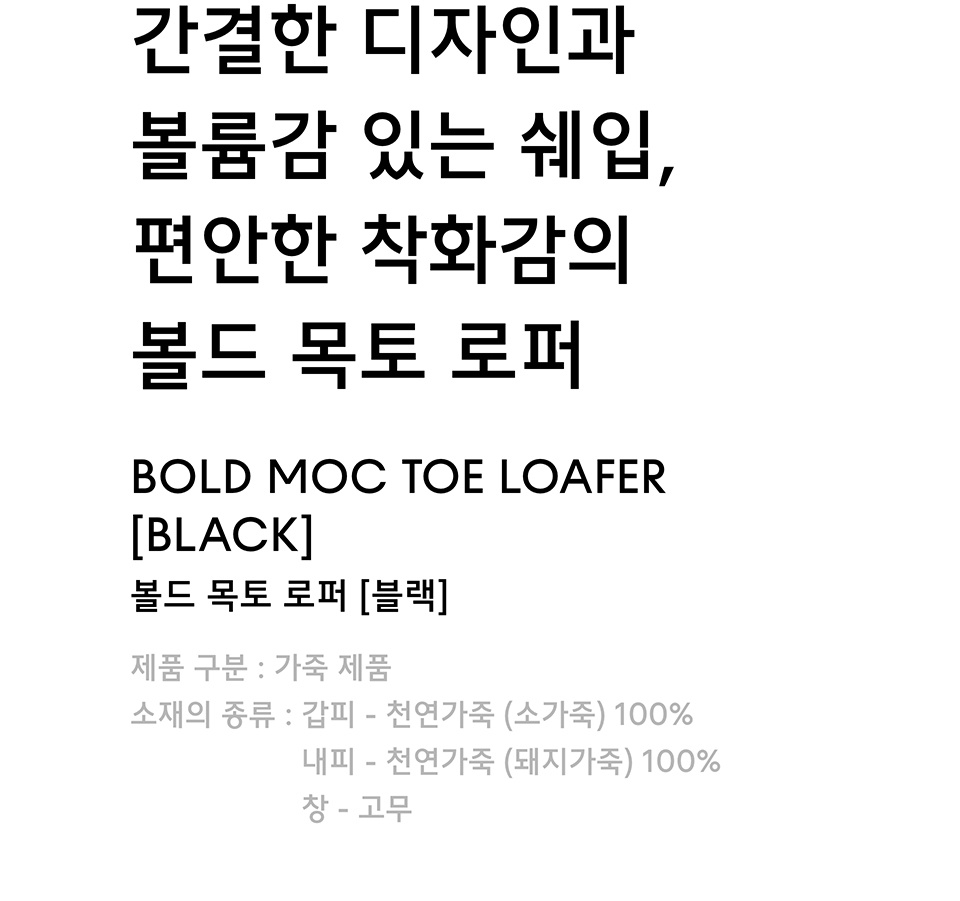 간결한 디자인과
볼륨감 있는 쉐입,
편안한 착화감의
볼드 목토 로퍼
BOLD MOC TOE LOAFER
[BLACK]
볼드 목토 로퍼 [블랙]
제품 구분 : 가죽 제품
소재의 종류 : 갑피 - 천연가죽 (소가죽) 100%
내피 - 천연가죽 (돼지가죽) 100%
창 - 고무